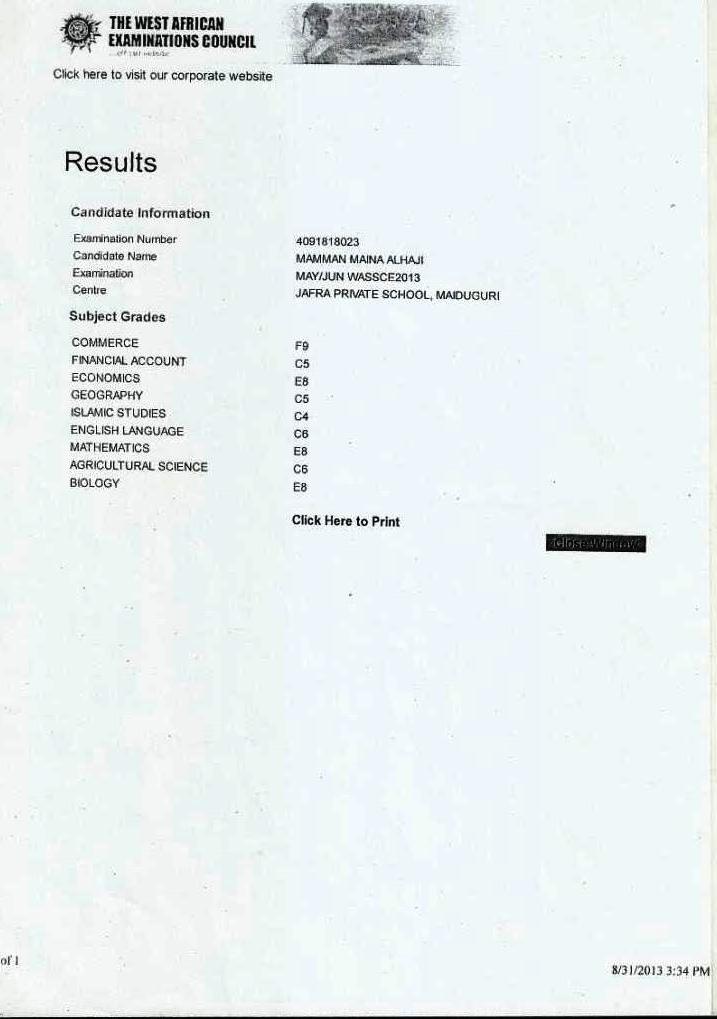 THE WEST AFRICAN
EXAMINATIONS COUNCIL
...official website
Click here to visit our corporate website
Results
Candidate Information
Examination Number 4091818023
Candidate Name MAMMAN MAINA ALHAJI
Examination MAY/JUN WASSCE2013
Centre JAFRA PRIVATE SCHOOL, MAIDUGURI
Subject Grades
COMMERCE F9
FINANCIAL ACCOUNT C5
ECONOMICS E8
GEOGRAPHY C5
ISLAMIC STUDIES C4
ENGLISH LANGUAGE C6
MATHEMATICS E8
AGRICULTURAL SCIENCE C6
BIOLOGY E8
Click Here to Print
Close Window
of 1
8/31/2013 3:34 PM